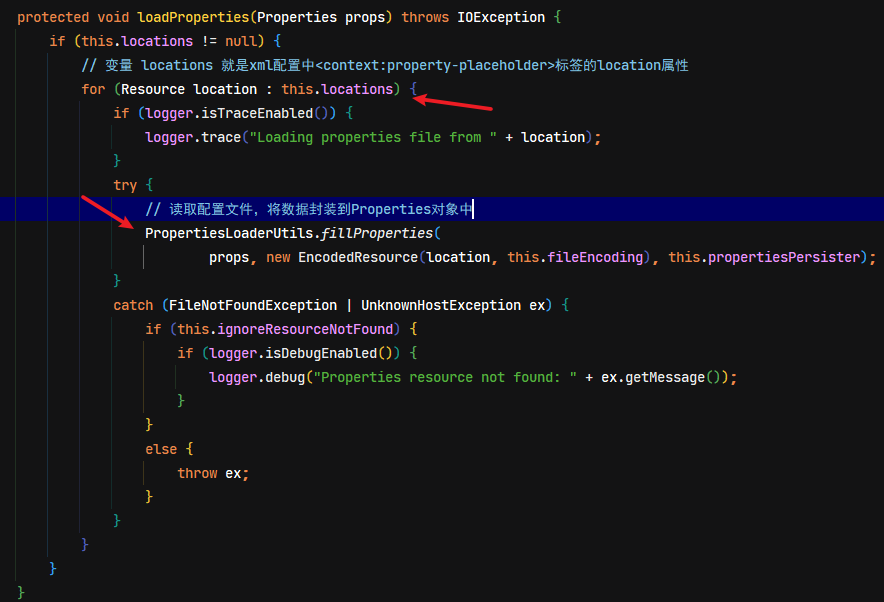 protected void loadProperties(Properties props) throws IOException {
if (this.locations != null) {
// 变量 locations 就是xml配置中<context:property-placeholder>标签的location属性
for (Resource location : this.locations) {
if (logger.isTraceEnabled()) {
logger.trace("Loading properties file from " + location);
}
try {
// 读取配置文件，将数据封装到Properties对象中
PropertiesLoaderUtils.fillProperties(
props, new EncodedResource(location, this.fileEncoding), this.propertiesPersister);
}
catch (FileNotFoundException | UnknownHostException ex) {
if (this.ignoreResourceNotFound) {
if (logger.isDebugEnabled()) {
logger.debug("Properties resource not found: " + ex.getMessage());
}
}
else {
throw ex;
}
}
}
}
}